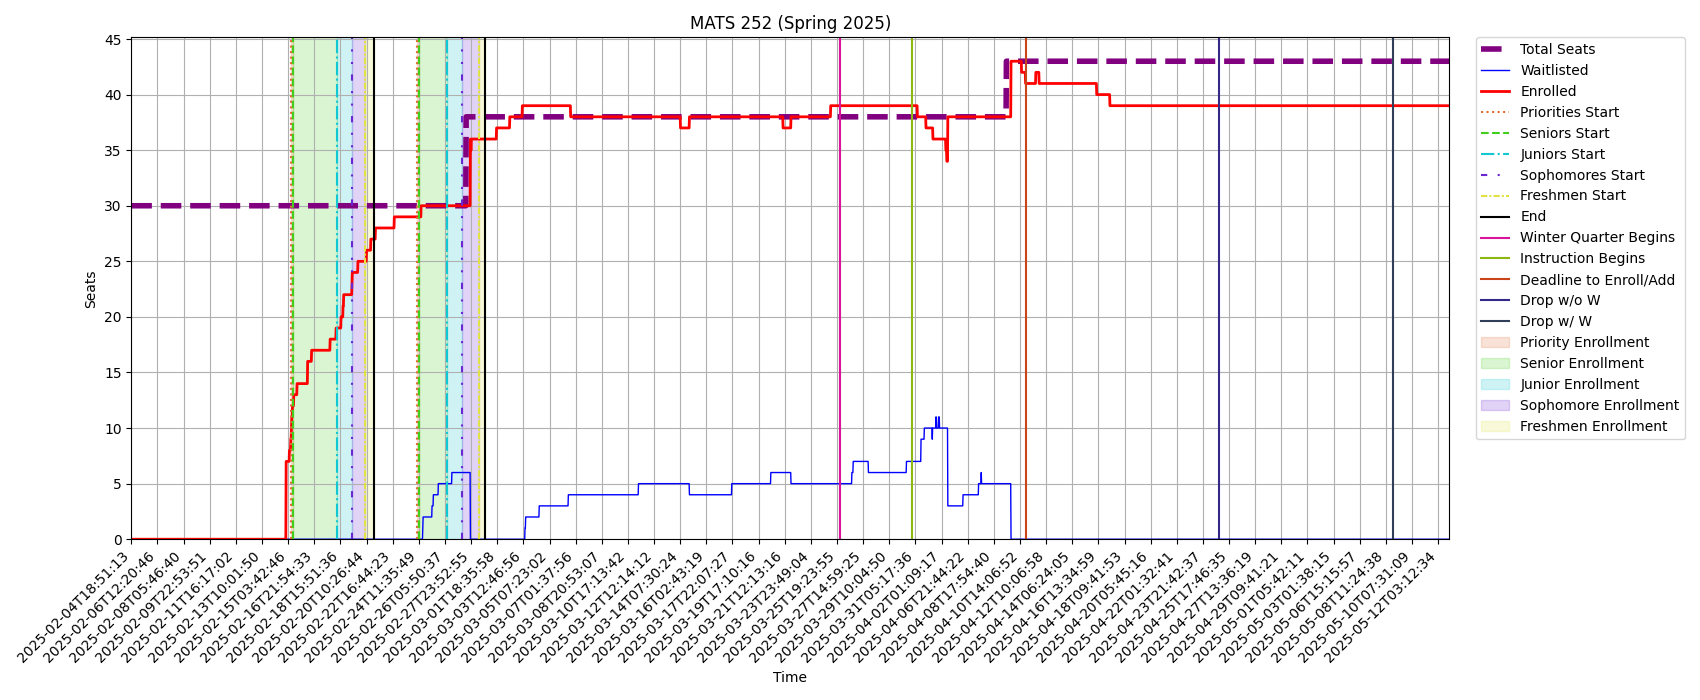 MATS 252 (Spring 2025)
Seats
45
40
35
30
25
20
15
10
5
0
2025-02-04T18:51:13
2025-02-06T12:20:46
2025-02-08T05:46:40
2025-02-09T22:53:51
2025-02-11T16:17:02
2025-02-13T10:01:50
2025-02-15T03:42:46
2025-02-16T21:54:33
2025-02-18T15:51:36
2025-02-20T10:26:44
2025-02-22T16:44:23
2025-02-24T11:35:49
2025-02-26T05:50:37
2025-02-27T23:52:55
2025-03-01T18:35:58
2025-03-03T12:46:56
2025-03-05T07:23:02
2025-03-07T01:37:56
2025-03-08T20:53:07
2025-03-10T17:13:42
2025-03-12T12:14:12
2025-03-14T07:30:24
2025-03-16T02:43:19
2025-03-17T22:07:27
2025-03-19T17:10:16
2025-03-21T12:13:16
2025-03-23T23:49:04
2025-03-25T19:23:55
2025-03-27T14:59:25
2025-03-29T10:04:50
2025-03-31T05:17:36
2025-04-02T01:09:17
2025-04-06T21:44:22
2025-04-08T17:54:40
2025-04-10T14:06:52
2025-04-12T10:06:58
2025-04-14T06:24:05
2025-04-16T13:34:59
2025-04-18T09:41:53
2025-04-20T05:45:16
2025-04-22T01:32:41
2025-04-23T21:42:37
2025-04-25T17:46:35
2025-04-27T13:36:19
2025-04-29T09:41:21
2025-05-01T05:42:11
2025-05-03T01:38:15
2025-05-06T15:15:57
2025-05-08T11:24:38
2025-05-10T07:31:09
2025-05-12T03:12:34
Time
Total Seats
Waitlisted
Enrolled
Priorities Start
Seniors Start
Juniors Start
Sophomores Start
Freshmen Start
End
Winter Quarter Begins
Instruction Begins
Deadline to Enroll/Add
Drop w/o W
Drop w/ W
Priority Enrollment
Senior Enrollment
Junior Enrollment
Sophomore Enrollment
Freshmen Enrollment